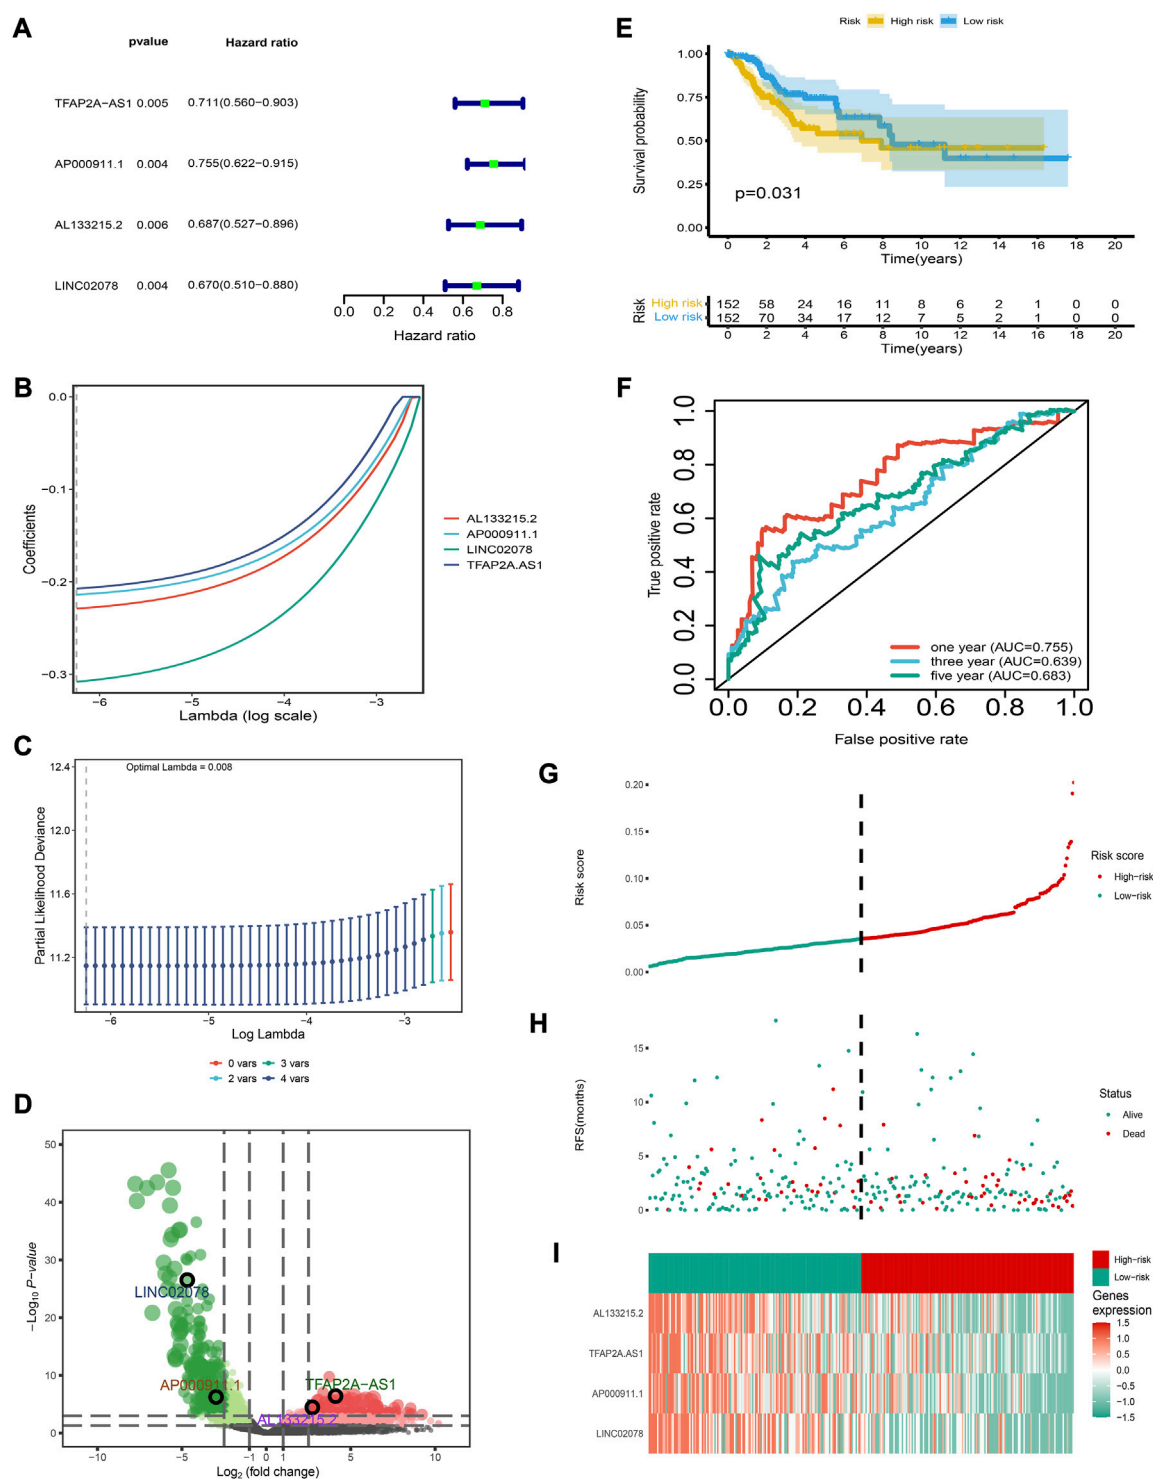 A
pvalue Hazard ratio
TFAP2A−AS1 0.005 0.711(0.560−0.903)
AP000911.1 0.004 0.755(0.622−0.915)
AL133215.2 0.006 0.687(0.527−0.896)
LINC02078 0.004 0.670(0.510−0.880)
0.0 0.2 0.4 0.6 0.8
Hazard ratio
B
Coefficients
0.0
−0.1
−0.2
−0.3
−6 −5 −4 −3
Lambda (log scale)
AL133215.2
AP000911.1
LINC02078
TFAP2A.AS1
C
Partial Likelihood Deviance
Optimal Lambda = 0.008
12.4
12.0
11.6
11.2
−6 −5 −4 −3
Log Lambda
0 vars 3 vars
2 vars 4 vars
D
−Log10 P−value
50
40
30
20
10
0
LINC02078
AP000911.1
TFAP2A−AS1
AL133215.2
−10 −5 −1 0 1 5 10
Log2 (fold change)
E
Risk High risk Low risk
Survival probability
1.00
0.75
0.50
0.25
0.00
p=0.031
0 2 4 6 8 10 12 14 16 18 20
Time(years)
Risk
High risk 152 58 24 16 11 8 6 2 1 0 0
Low risk 152 70 34 17 12 7 5 2 1 0 0
0 2 4 6 8 10 12 14 16 18 20
Time(years)
F
True positive rate
1.0
0.8
0.6
0.4
0.2
0.0
one year (AUC=0.755)
three year (AUC=0.639)
five year (AUC=0.683)
0.0 0.2 0.4 0.6 0.8 1.0
False positive rate
G
Risk score
0.20
0.15
0.10
0.05
0.00
Risk score
High−risk
Low−risk
H
RFS(months)
15
10
5
0
Status
Alive
Dead
I
AL133215.2
TFAP2A.AS1
AP000911.1
LINC02078
High−risk
Low−risk
Genes
expression
1.5
1.0
0.5
0.0
−0.5
−1.0
−1.5